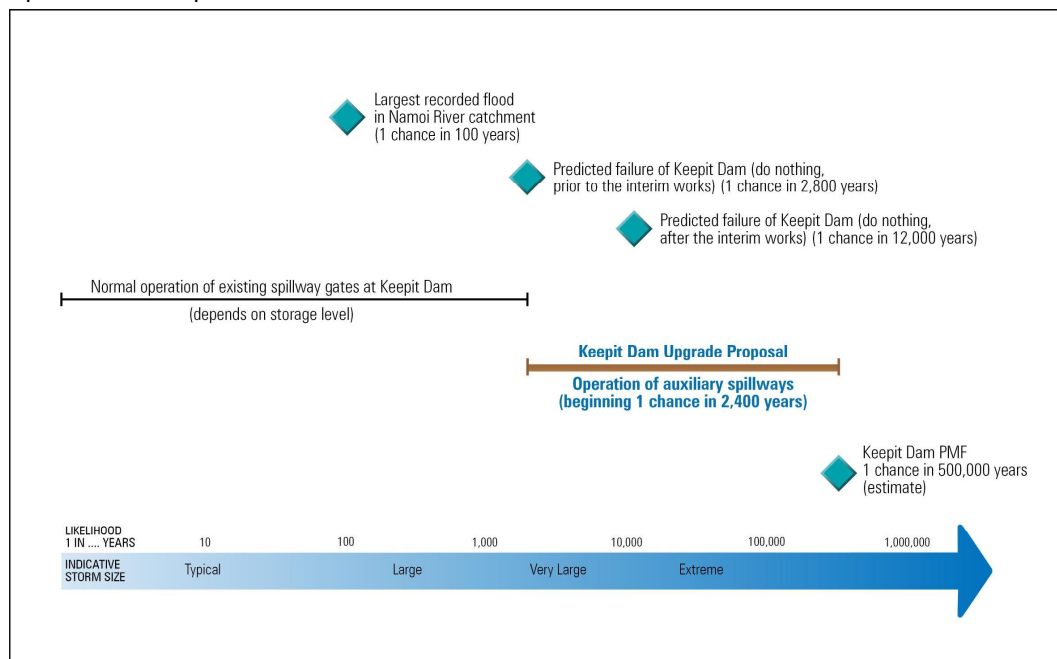 Largest recorded flood
in Namoi River catchment
(1 chance in 100 years)
Predicted failure of Keepit Dam (do nothing,
prior to the interim works) (1 chance in 2,800 years)
Predicted failure of Keepit Dam (do nothing,
after the interim works) (1 chance in 12,000 years)
Normal operation of existing spillway gates at Keepit Dam
(depends on storage level)
Keepit Dam Upgrade Proposal
Operation of auxiliary spillways
(beginning 1 chance in 2,400 years)
Keepit Dam PMF
1 chance in 500,000 years
(estimate)
LIKELIHOOD
1 IN .... YEARS 10 100 1,000 10,000 100,000 1,000,000
INDICATIVE
STORM SIZE Typical Large Very Large Extreme